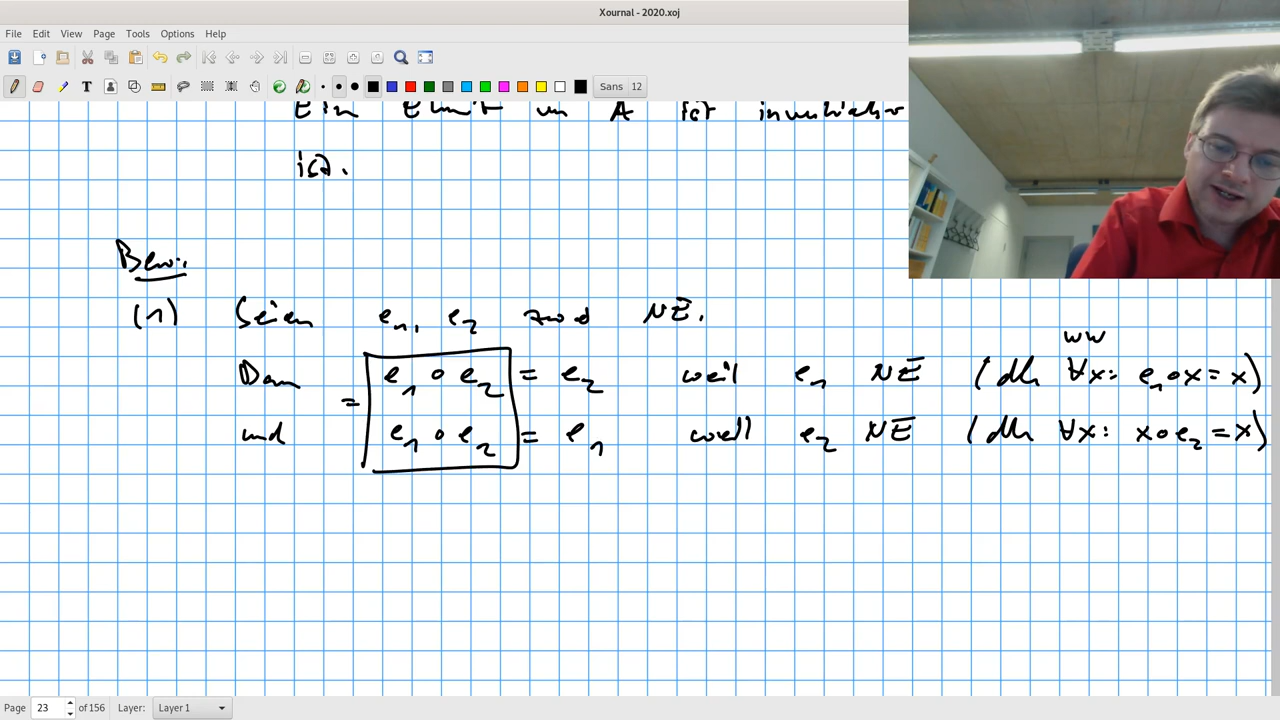 Xournal - 2020.xoj
File Edit View Page Tools Options Help
Sans 12
Ein in A ist
ist.
Bew:
(1) Seien e₁, e₂ zwei NE.
ww
Dann = e₁ ∘ e₂ = e₂ weil e₁ NE (dh ∀x: e₁∘x = x)
und e₁ ∘ e₂ = e₁ weil e₂ NE (dh ∀x: x∘e₂ = x)
Page 23 of 156 Layer: Layer 1